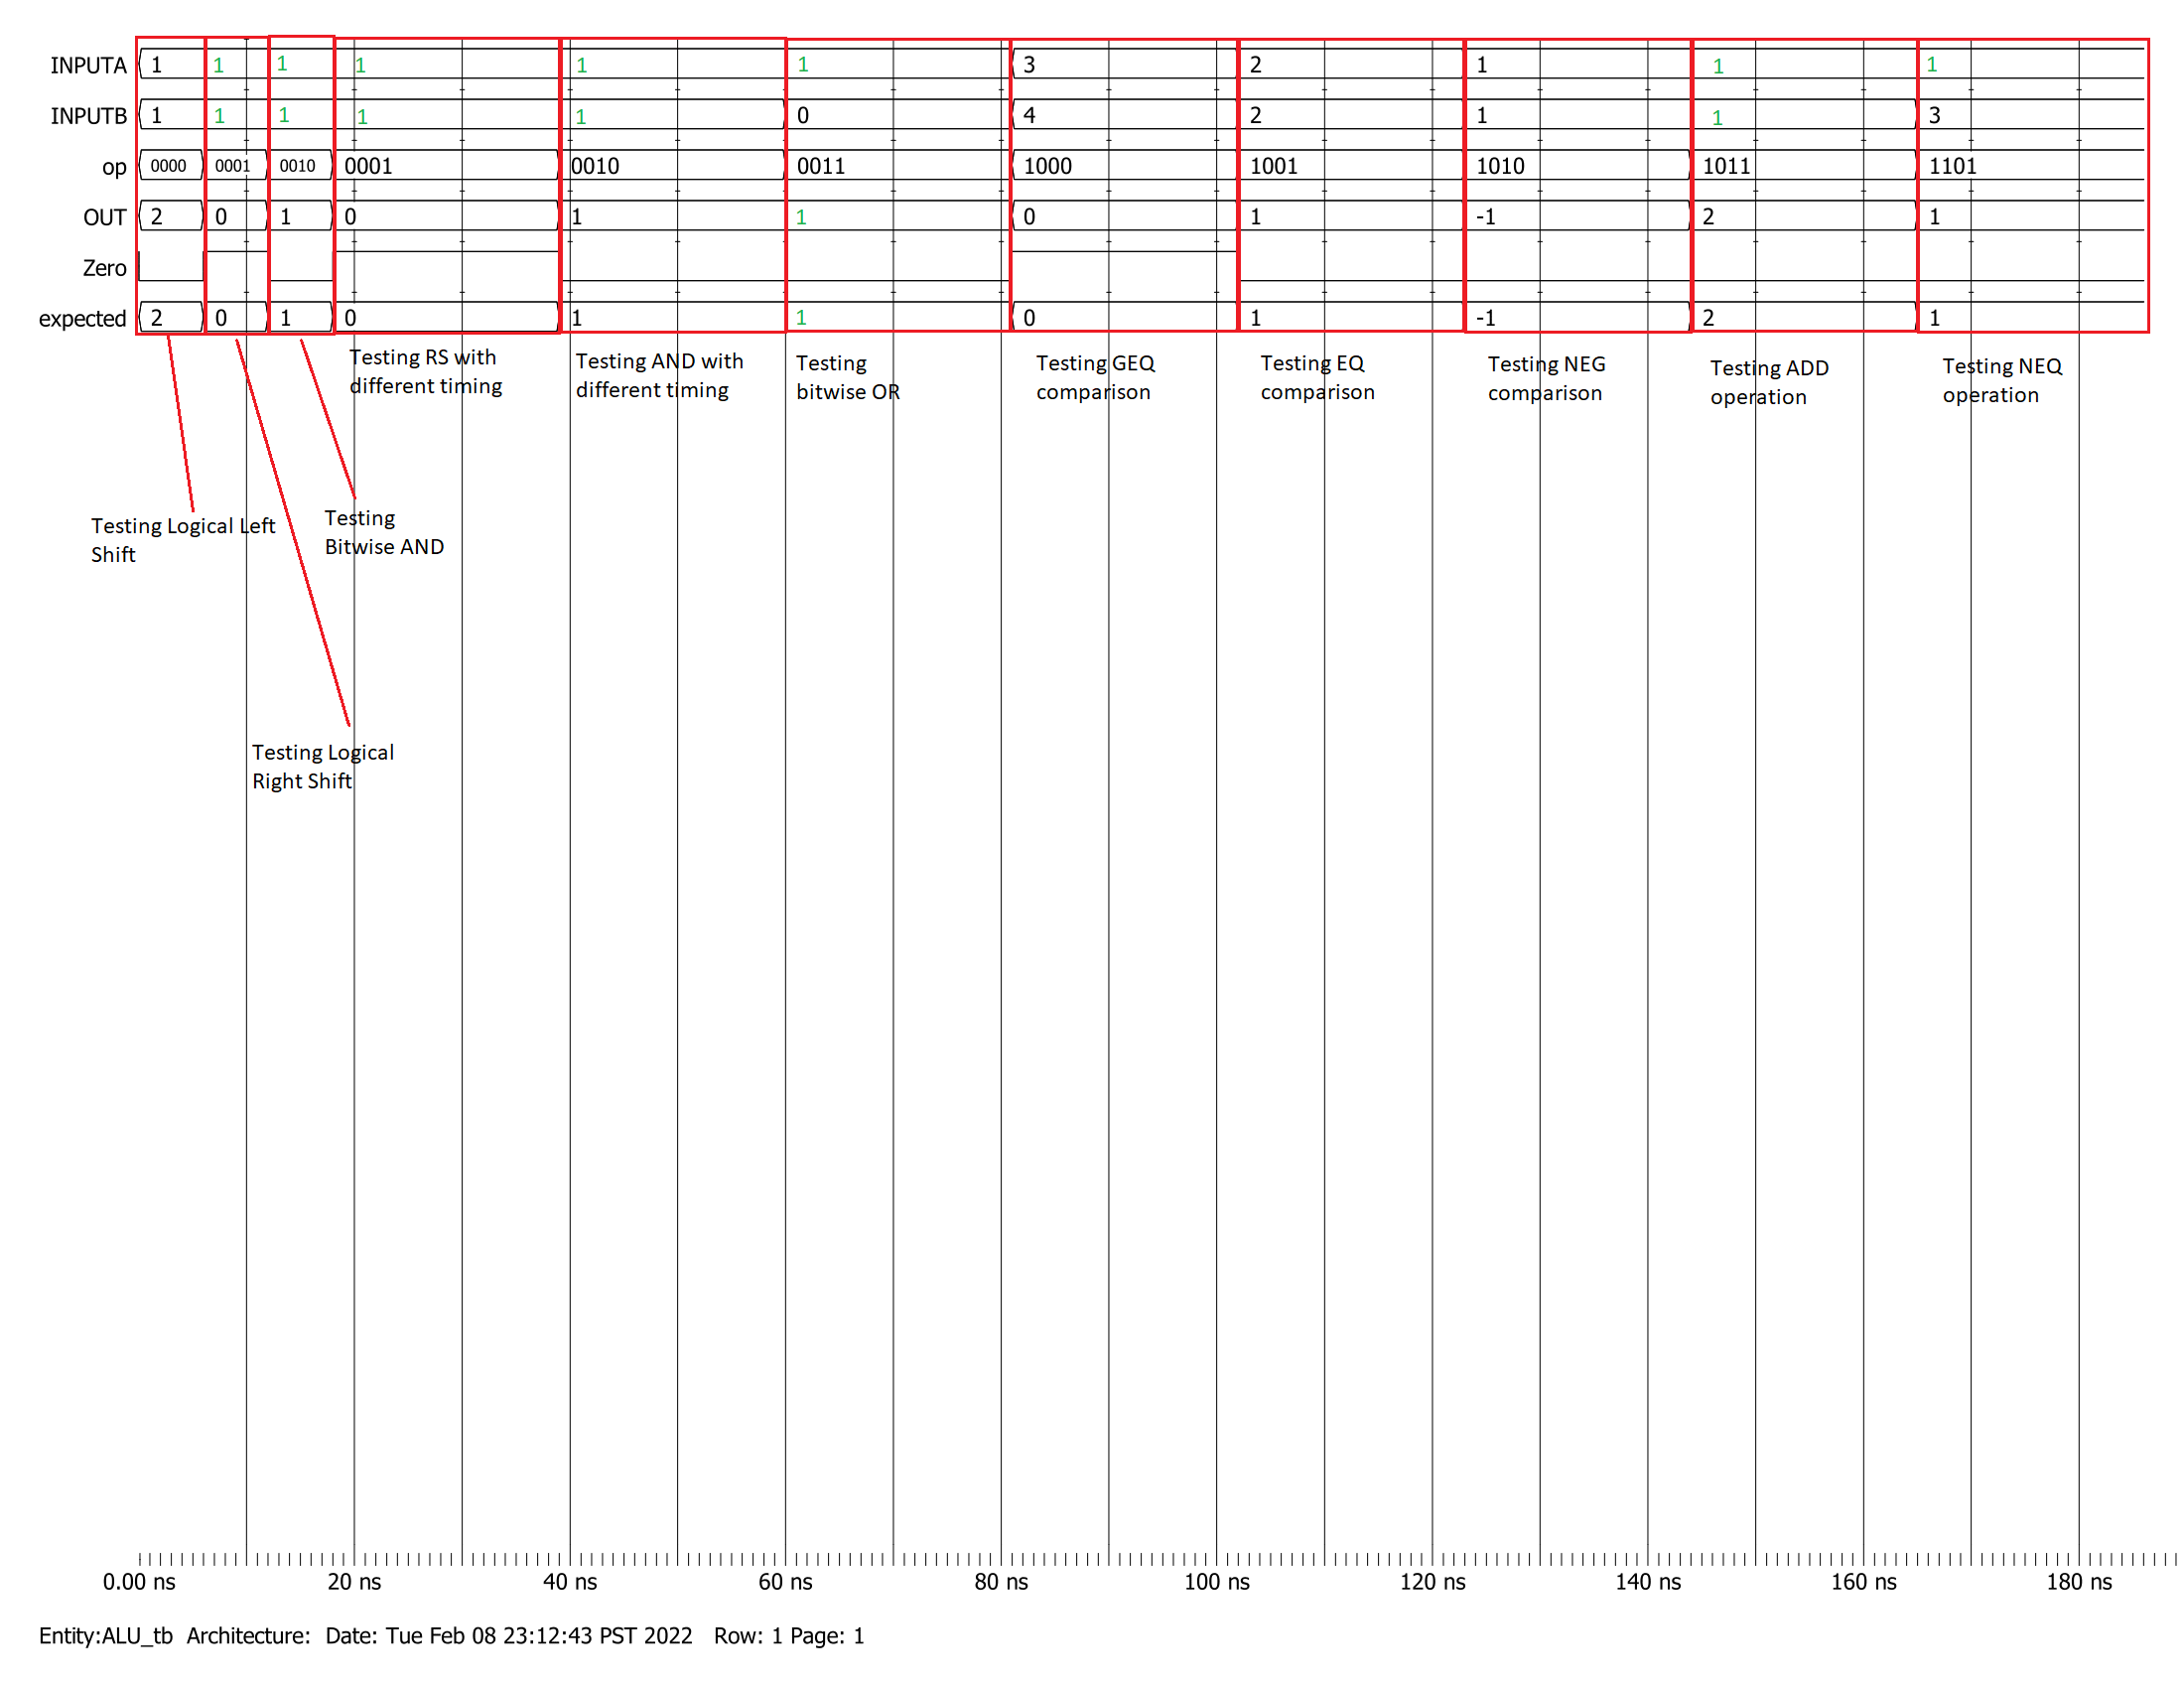 INPUTA 1 1 1 1 1 1 3 2 1 1 1
INPUTB 1 1 1 1 1 0 4 2 1 1 3
op 0000 0001 0010 0001 0010 0011 1000 1001 1010 1011 1101
OUT 2 0 1 0 1 1 0 1 -1 2 1
Zero
expected 2 0 1 0 1 1 0 1 -1 2 1
Testing RS with
different timing
Testing AND with
different timing
Testing
bitwise OR
Testing GEQ
comparison
Testing EQ
comparison
Testing NEG
comparison
Testing ADD
operation
Testing NEQ
operation
Testing Logical Left
Shift
Testing
Bitwise AND
Testing Logical
Right Shift
0.00 ns 20 ns 40 ns 60 ns 80 ns 100 ns 120 ns 140 ns 160 ns 180 ns
Entity:ALU_tb Architecture: Date: Tue Feb 08 23:12:43 PST 2022 Row: 1 Page: 1